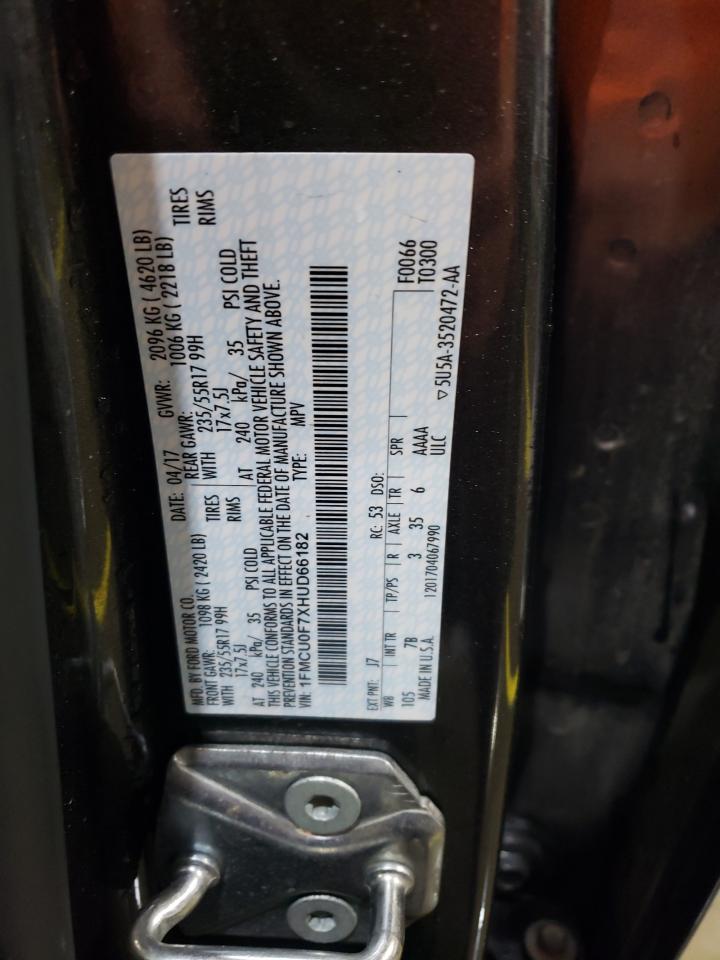 MFD. BY FORD MOTOR CO. DATE: 04/17 GVWR: 2096 KG ( 4620 LB)
FRONT GAWR: 1098 KG ( 2420 LB) REAR GAWR: 1006 KG ( 2218 LB)
WITH 235/55R17 99H TIRES WITH 235/55R17 99H TIRES
17x7.5J RIMS 17x7.5J RIMS
AT 240 kPa/ 35 PSI COLD AT 240 kPa/ 35 PSI COLD
THIS VEHICLE CONFORMS TO ALL APPLICABLE FEDERAL MOTOR VEHICLE SAFETY AND THEFT
PREVENTION STANDARDS IN EFFECT ON THE DATE OF MANUFACTURE SHOWN ABOVE.
VIN: 1FMCU0F7XHUD66182 TYPE: MPV
EXT PNT: J7 RC: 53 DSO: F0066
WB INT TR TP/PS R AXLE TR SPR T0300
105 7B 3 35 6 AAAA
MADE IN U.S.A. 1201704067990 ULC
▽5U5A-3520472-AA